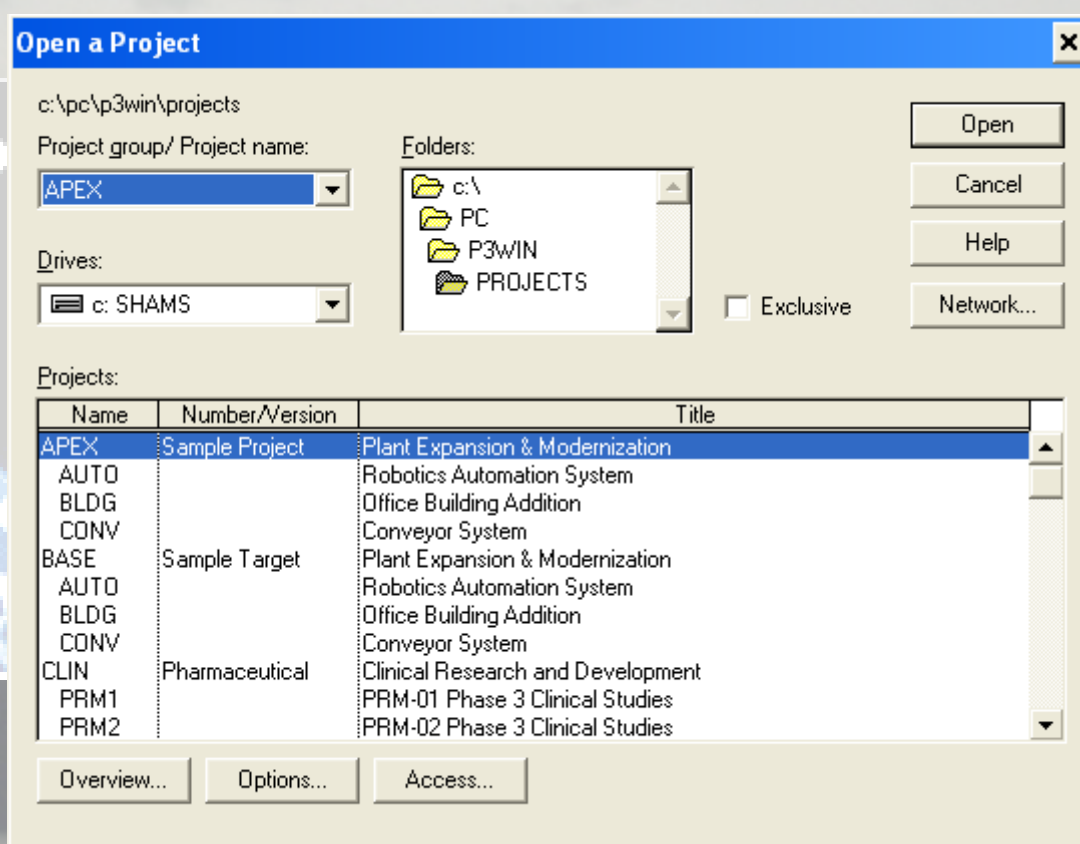 Open a Project
c:\pc\p3win\projects
Project group/ Project name:
APEX
Folders:
c:\
PC
P3WIN
PROJECTS
Drives:
c: SHAMS
Exclusive
Open
Cancel
Help
Network...
Projects:
Name Number/Version Title
APEX Sample Project Plant Expansion & Modernization
AUTO Robotics Automation System
BLDG Office Building Addition
CONV Conveyor System
BASE Sample Target Plant Expansion & Modernization
AUTO Robotics Automation System
BLDG Office Building Addition
CONV Conveyor System
CLIN Pharmaceutical Clinical Research and Development
PRM1 PRM-01 Phase 3 Clinical Studies
PRM2 PRM-02 Phase 3 Clinical Studies
Overview... Options... Access...